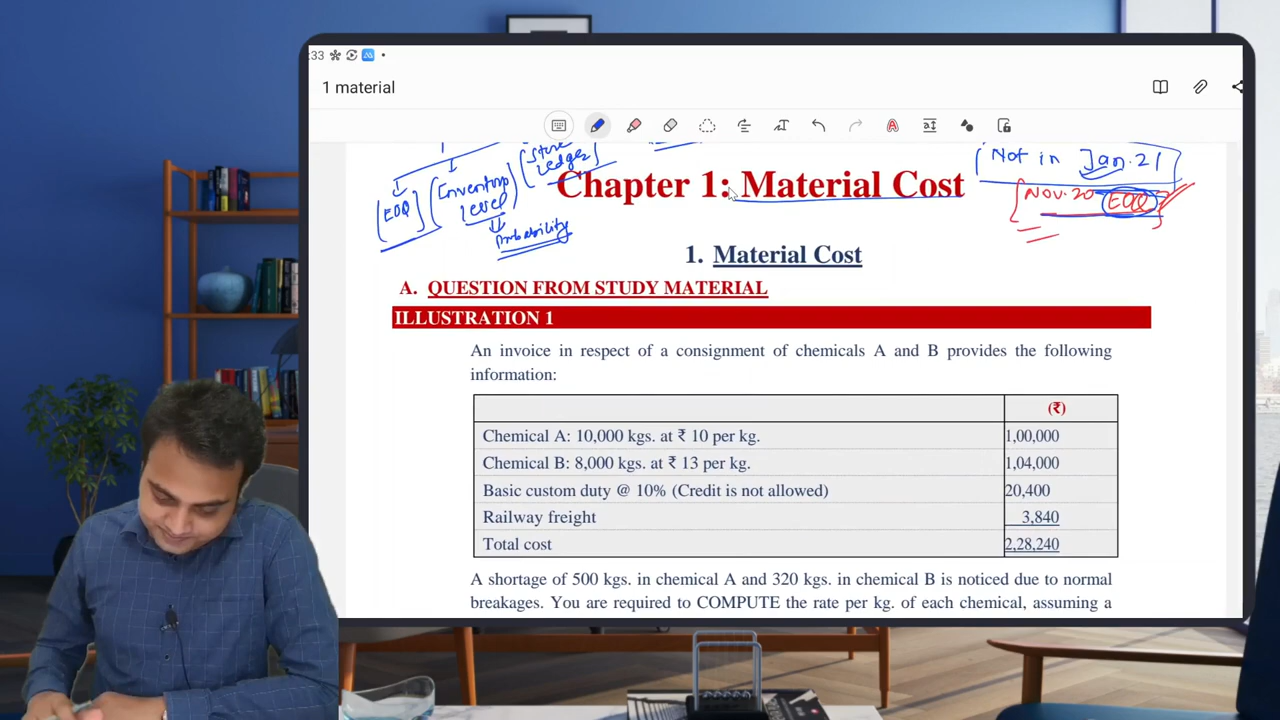 :33
1 material
Store
Ledger
Inventory
Level
EOQ
Probability
Not in Jan.21
Nov.20 EOQ
Chapter 1: Material Cost
1. Material Cost
A. QUESTION FROM STUDY MATERIAL
ILLUSTRATION 1
An invoice in respect of a consignment of chemicals A and B provides the following
information:
(₹)
Chemical A: 10,000 kgs. at ₹ 10 per kg. 1,00,000
Chemical B: 8,000 kgs. at ₹ 13 per kg. 1,04,000
Basic custom duty @ 10% (Credit is not allowed) 20,400
Railway freight 3,840
Total cost 2,28,240
A shortage of 500 kgs. in chemical A and 320 kgs. in chemical B is noticed due to normal
breakages. You are required to COMPUTE the rate per kg. of each chemical, assuming a